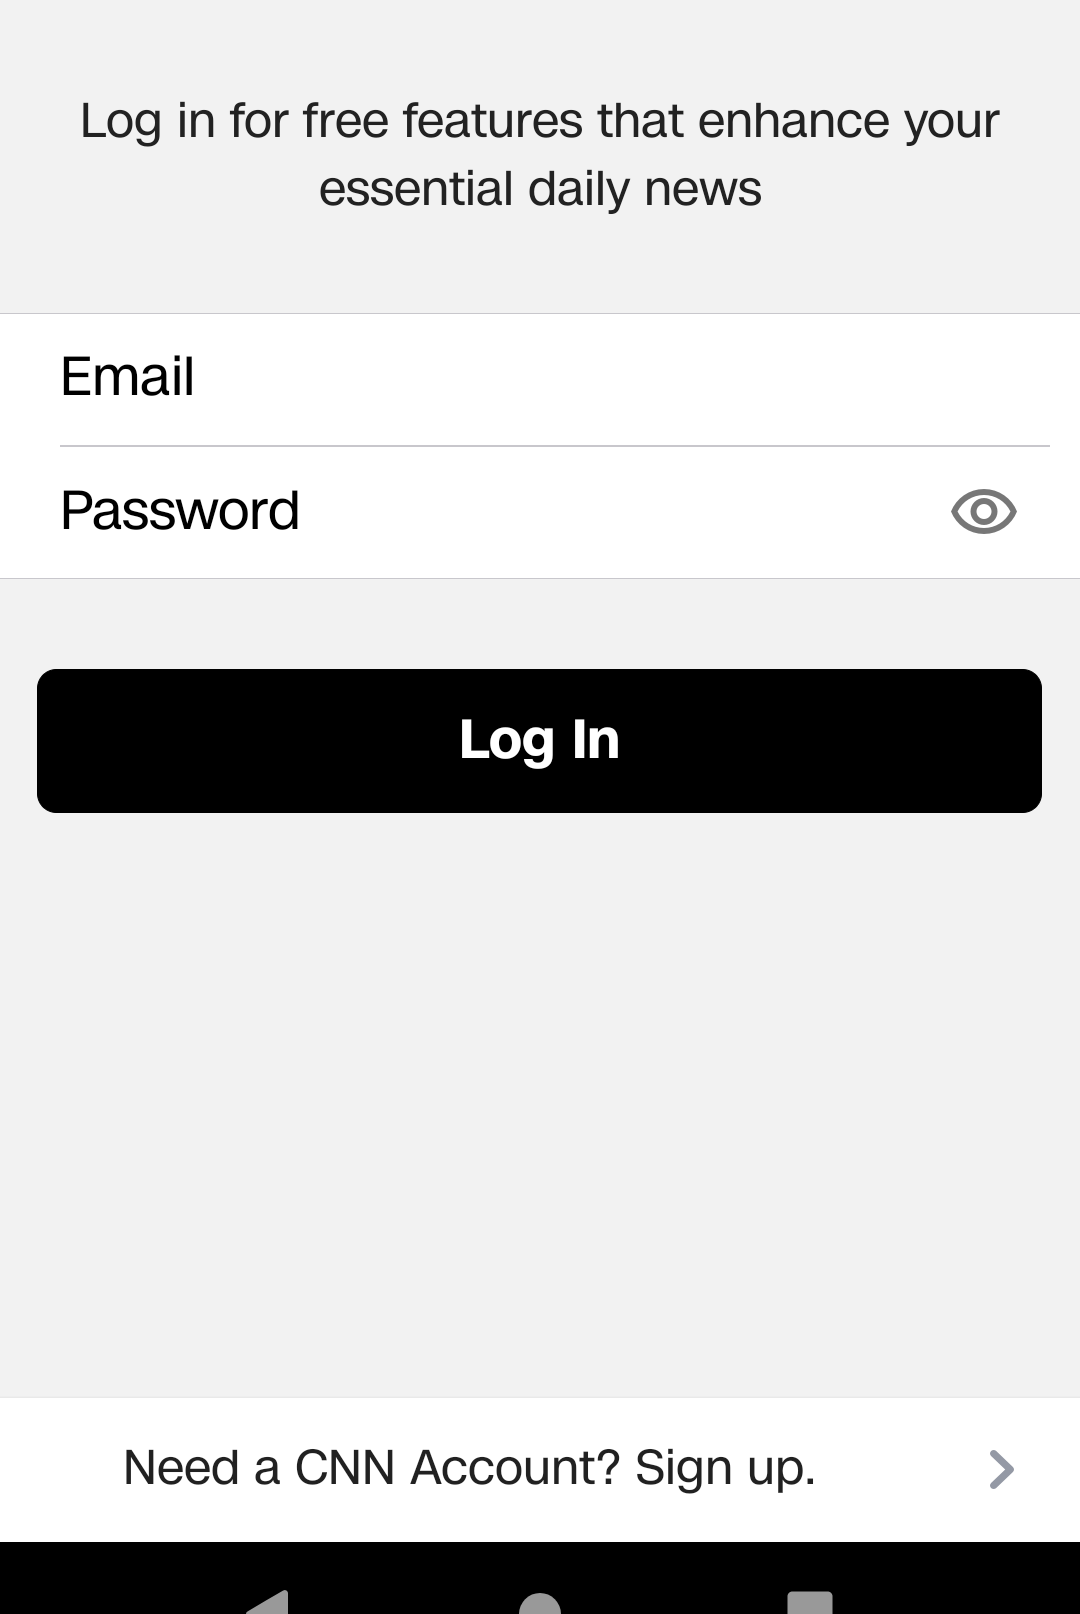 Log in for free features that enhance your
essential daily news
Email
Password
Log In
Need a CNN Account? Sign up.